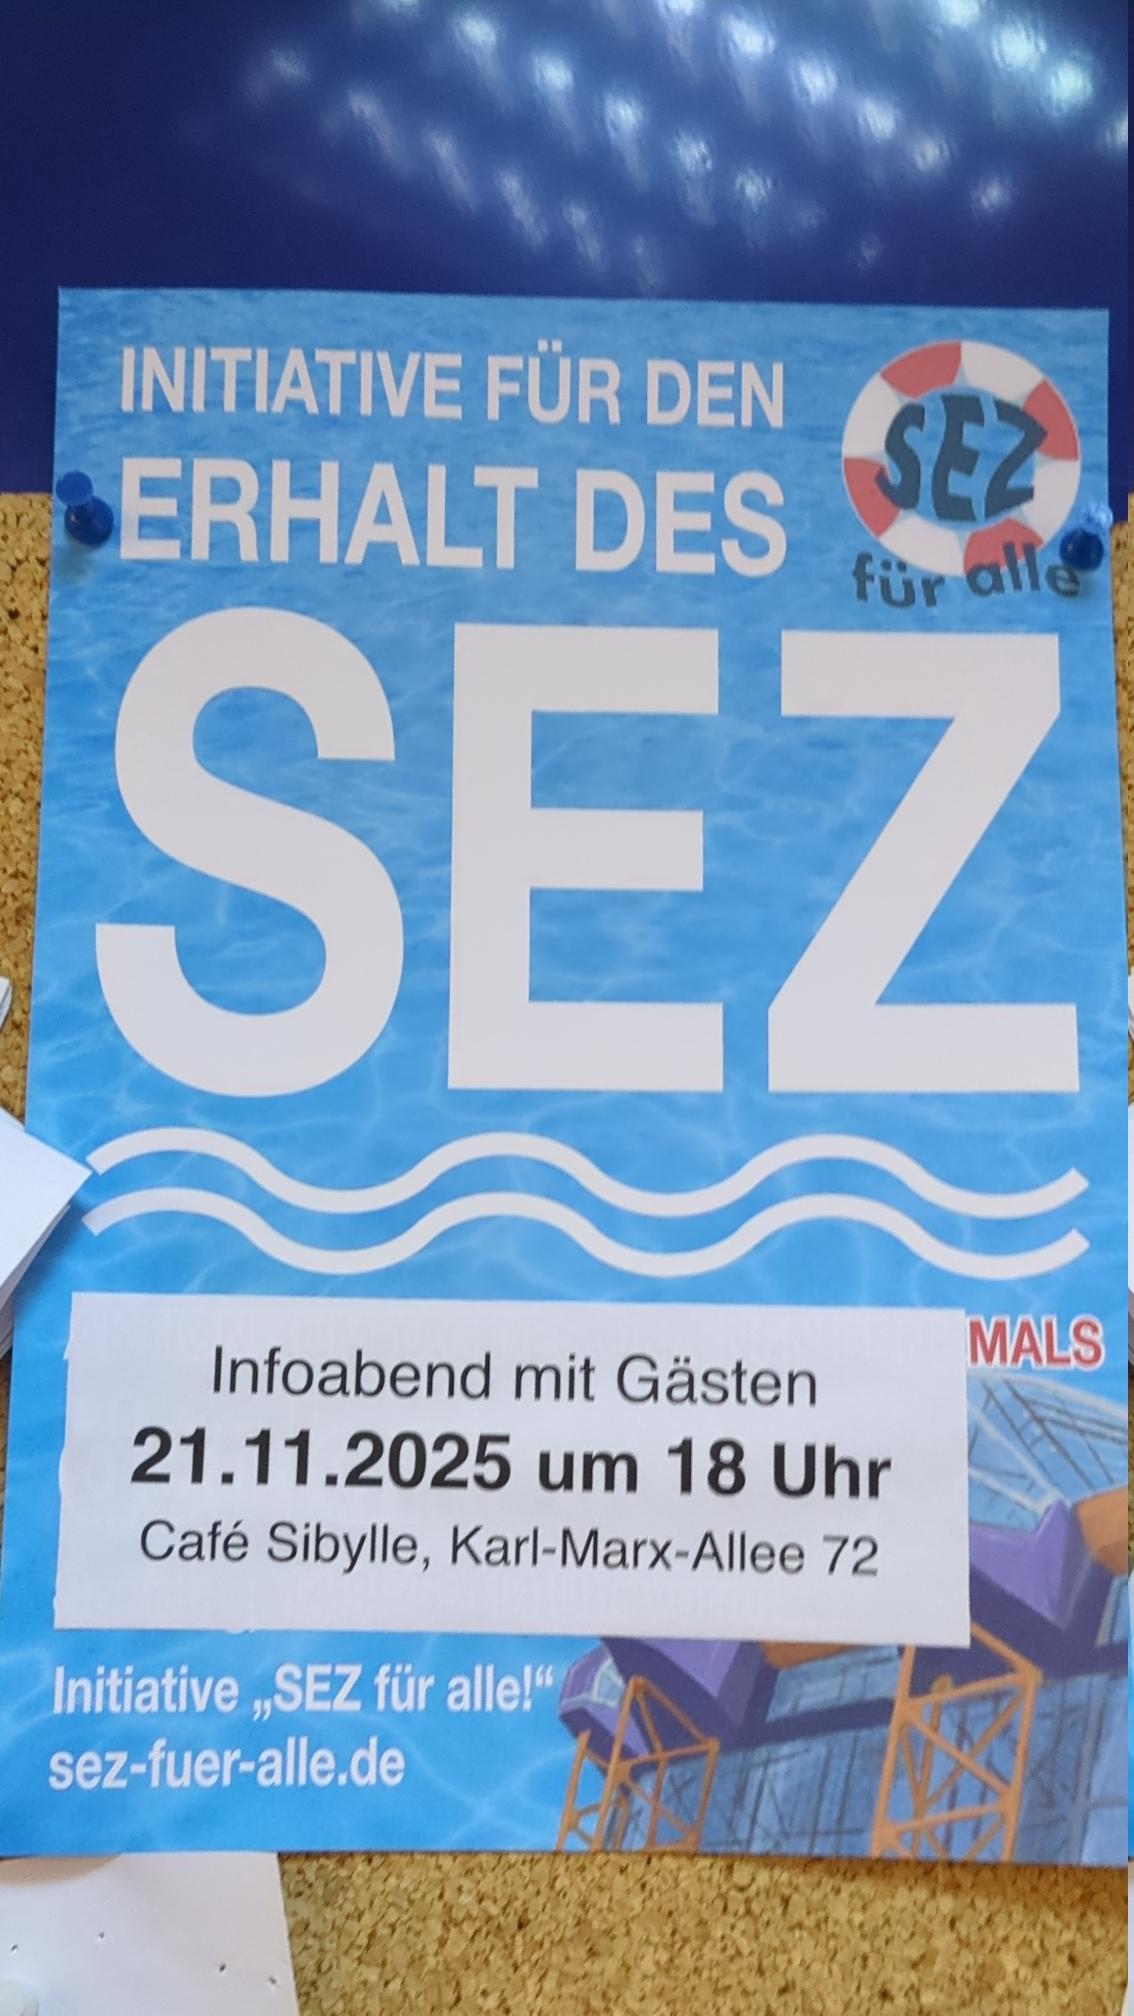 INITIATIVE FÜR DEN
ERHALT DES
SEZ
SEZ
für alle
MALS
Infoabend mit Gästen
21.11.2025 um 18 Uhr
Café Sibylle, Karl-Marx-Allee 72
Initiative „SEZ für alle!“
sez-fuer-alle.de